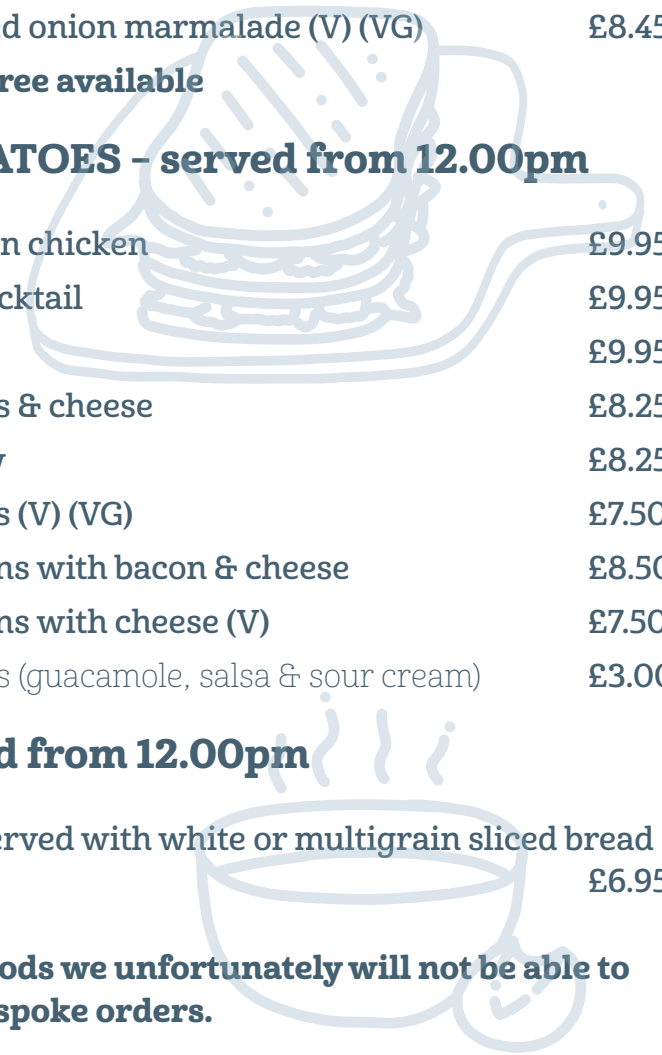 d onion marmalade (V) (VG) £8.45
ree available
ATOES – served from 12.00pm
n chicken £9.95
cktail £9.95
£9.95
s & cheese £8.25
y £8.25
s (V) (VG) £7.50
ns with bacon & cheese £8.50
ns with cheese (V) £7.50
s (guacamole, salsa & sour cream) £3.00
d from 12.00pm
erved with white or multigrain sliced bread
£6.95
ods we unfortunately will not be able to
spoke orders.